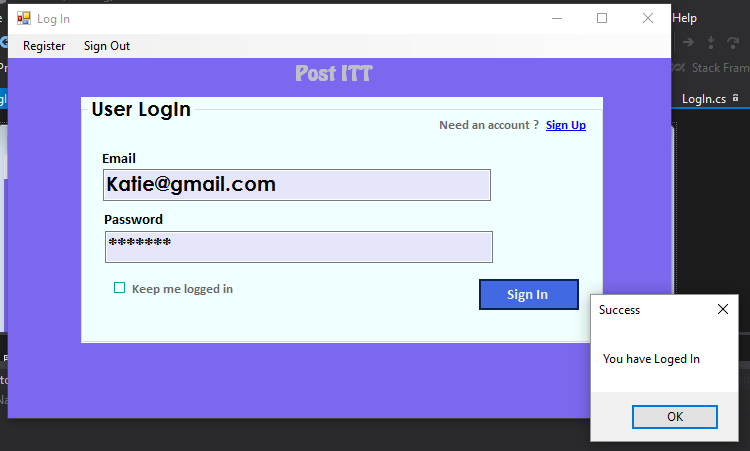 Log In
Help
Register Sign Out
Post ITT
Stack Fram
LogIn.cs
User LogIn
Need an account ? Sign Up
Email
Katie@gmail.com
Password
*******
Keep me logged in
Sign In
Success
You have Loged In
OK